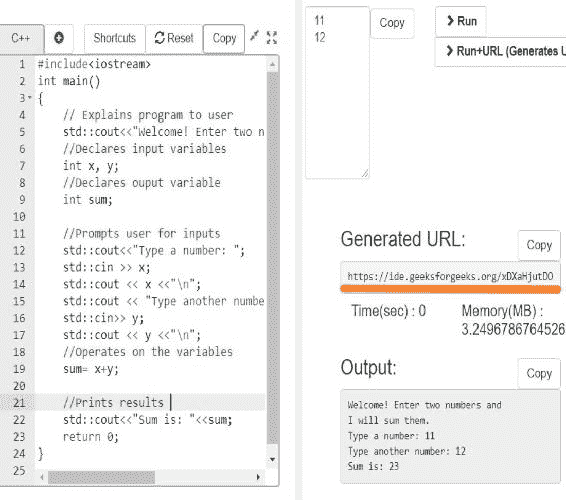 C++ Shortcuts Reset Copy
1 #include<iostream>
2 int main()
3 {
4 // Explains program to user
5 std::cout<<"Welcome! Enter two n
6 //Declares input variables
7 int x, y;
8 //Declares ouput variable
9 int sum;
10
11 //Prompts user for inputs
12 std::cout<<"Type a number: ";
13 std::cin >> x;
14 std::cout << x <<"\n";
15 std::cout << "Type another numbe
16 std::cin>> y;
17 std::cout << y <<"\n";
18 //Operates on the variables
19 sum= x+y;
20
21 //Prints results
22 std::cout<<"Sum is: "<<sum;
23 return 0;
24 }
25
11
12
Copy
Run
Run+URL (Generates U
Generated URL:
Copy
https://ide.geeksforgeeks.org/xDXaHjutDO
Time(sec) : 0
Memory(MB) :
3.2496786764526
Output:
Copy
Welcome! Enter two numbers and
I will sum them.
Type a number: 11
Type another number: 12
Sum is: 23